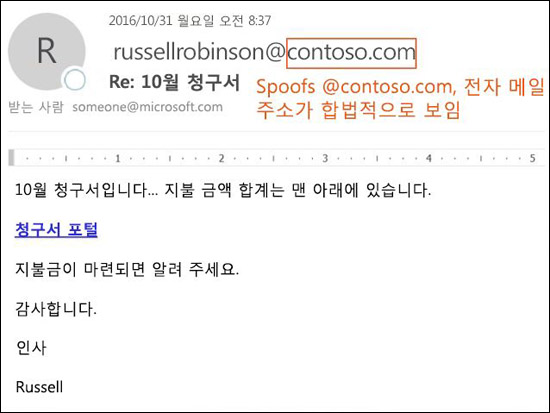 2016/10/31 월요일 오전 8:37
R
russellrobinson@contoso.com
Re: 10월 청구서
Spoofs @contoso.com, 전자 메일
주소가 합법적으로 보임
받는 사람 someone@microsoft.com
1 2 3 4 5
10월 청구서입니다... 지불 금액 합계는 맨 아래에 있습니다.
청구서 포털
지불금이 마련되면 알려 주세요.
감사합니다.
인사
Russell